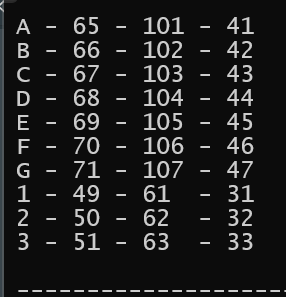 A - 65 - 101 - 41
B - 66 - 102 - 42
C - 67 - 103 - 43
D - 68 - 104 - 44
E - 69 - 105 - 45
F - 70 - 106 - 46
G - 71 - 107 - 47
1 - 49 - 61  - 31
2 - 50 - 62  - 32
3 - 51 - 63  - 33
--------------------